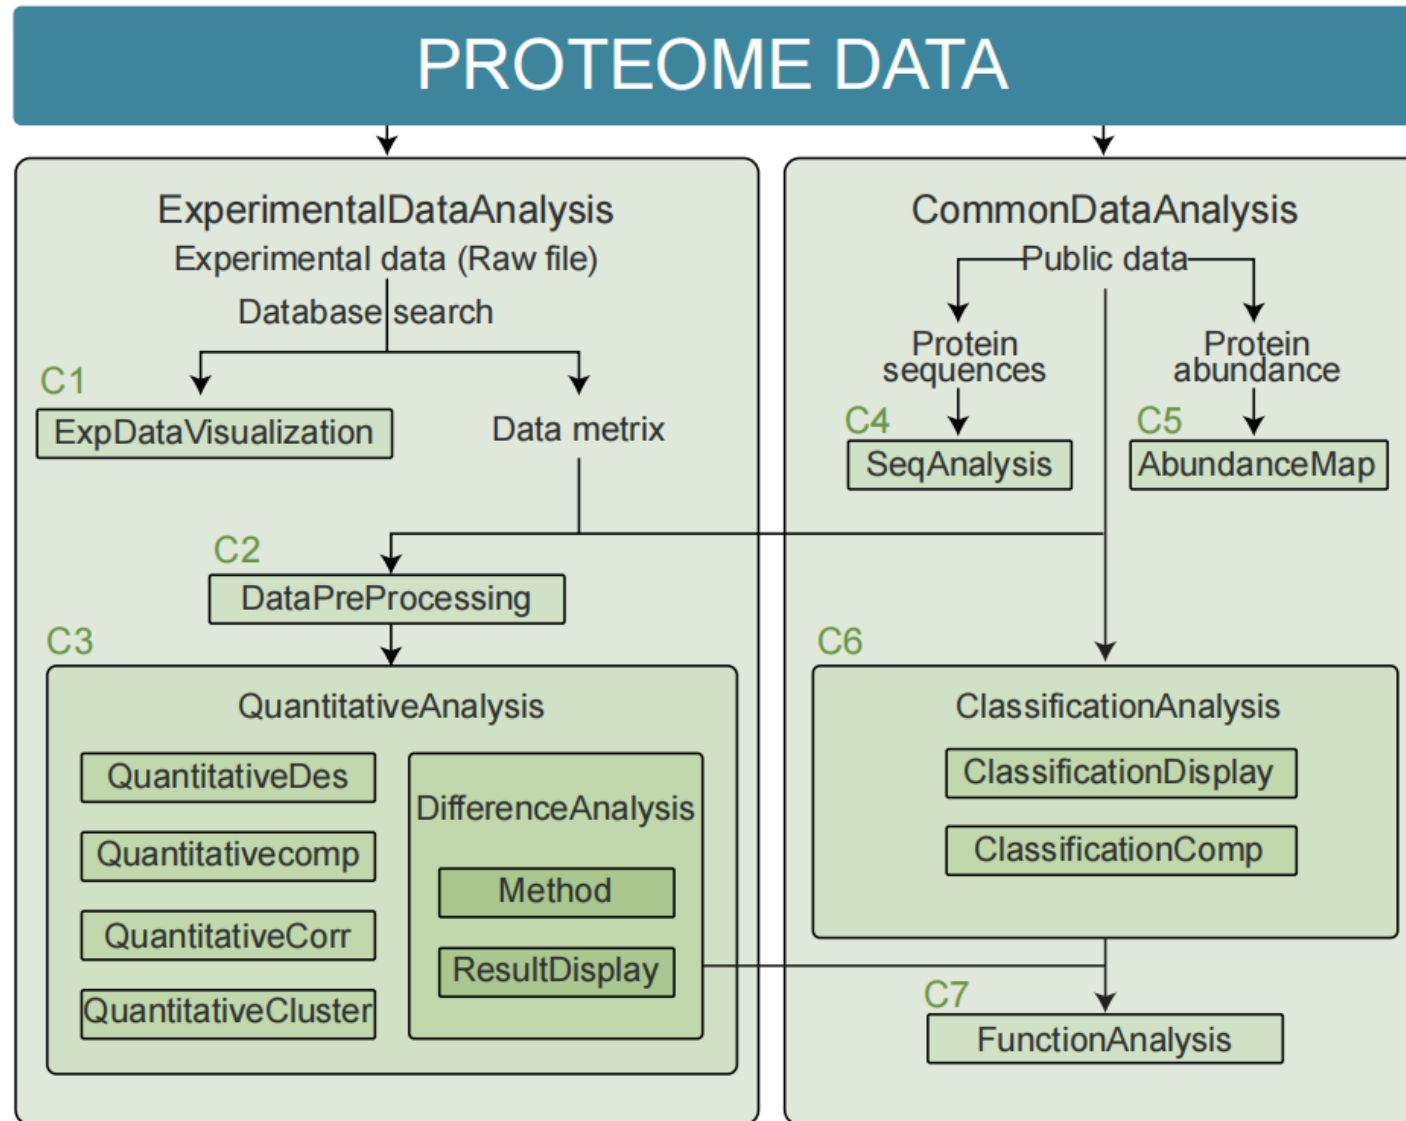 PROTEOME DATA
ExperimentalDataAnalysis
Experimental data (Raw file)
Database search
C1
ExpDataVisualization
Data metrix
C2
DataPreProcessing
C3
QuantitativeAnalysis
QuantitativeDes
Quantitativecomp
QuantitativeCorr
QuantitativeCluster
DifferenceAnalysis
Method
ResultDisplay
CommonDataAnalysis
Public data
Protein
sequences
C4
SeqAnalysis
Protein
abundance
C5
AbundanceMap
C6
ClassificationAnalysis
ClassificationDisplay
ClassificationComp
C7
FunctionAnalysis